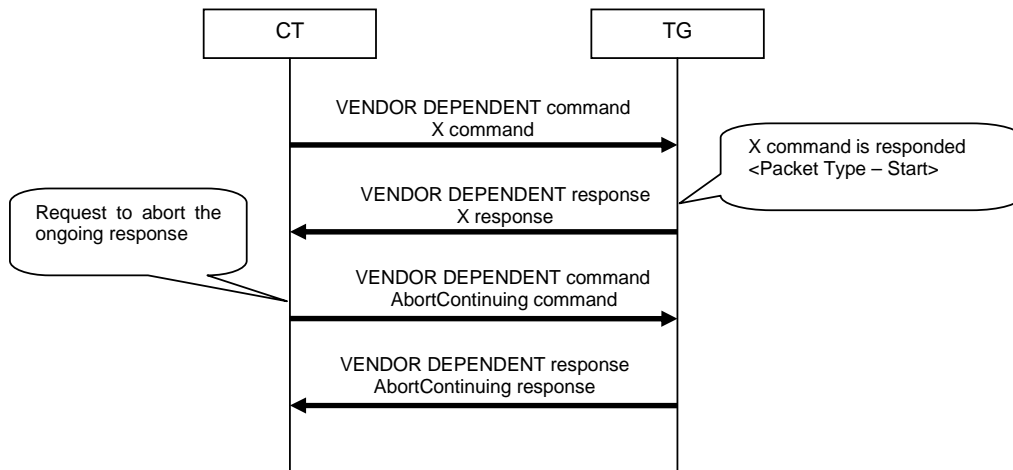 CT
TG
VENDOR DEPENDENT command
X command
X command is responded
<Packet Type – Start>
VENDOR DEPENDENT response
X response
Request to abort the
ongoing response
VENDOR DEPENDENT command
AbortContinuing command
VENDOR DEPENDENT response
AbortContinuing response